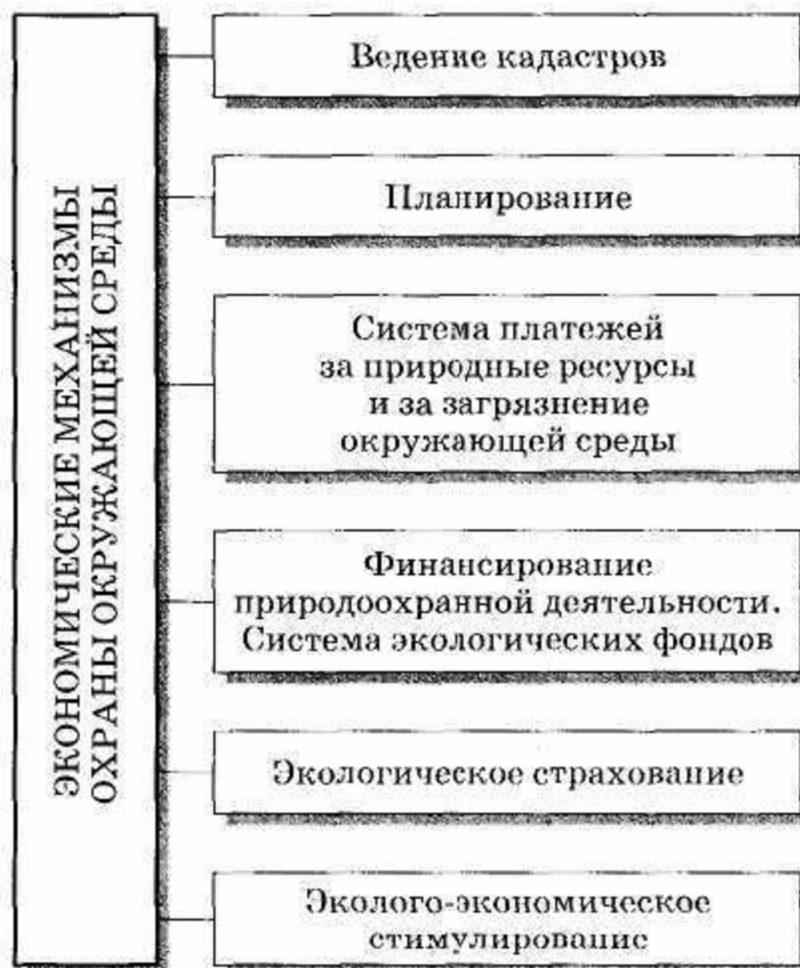 ЭКОНОМИЧЕСКИЕ МЕХАНИЗМЫ
ОХРАНЫ ОКРУЖАЮЩЕЙ СРЕДЫ
Ведение кадастров
Планирование
Система платежей
за природные ресурсы
и за загрязнение
окружающей среды
Финансирование
природоохранной деятельности.
Система экологических фондов
Экологическое страхование
Эколого-экономическое
стимулирование